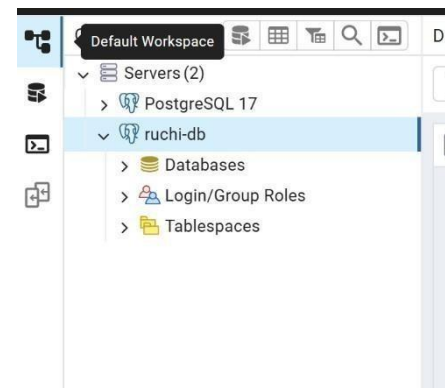 Default Workspace
D
Servers (2)
PostgreSQL 17
ruchi-db
Databases
Login/Group Roles
Tablespaces